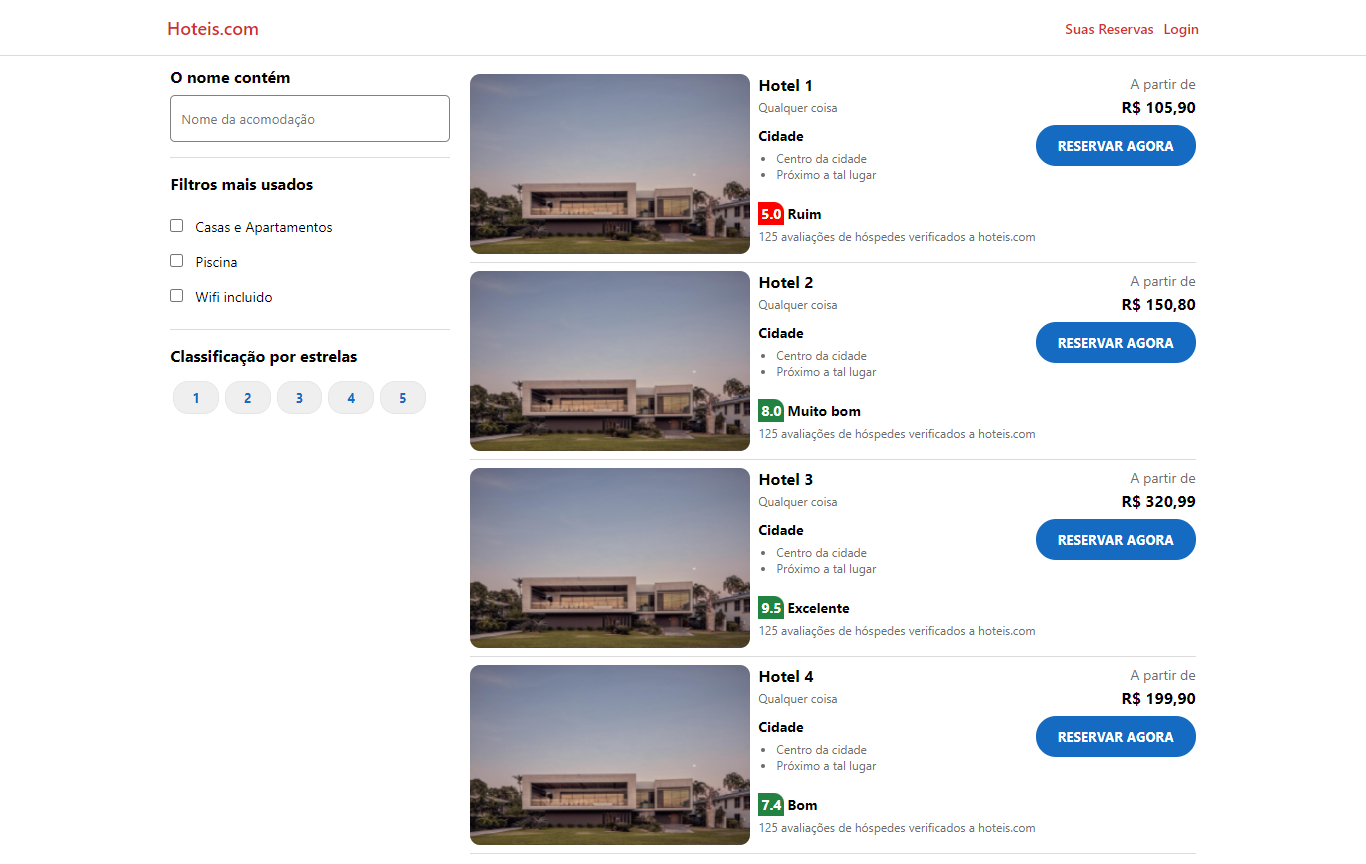 Hoteis.com
Suas Reservas Login
O nome contém
Nome da acomodação
Filtros mais usados
Casas e Apartamentos
Piscina
Wifi incluido
Classificação por estrelas
1 2 3 4 5
Hotel 1
Qualquer coisa
Cidade
Centro da cidade
Próximo a tal lugar
5.0 Ruim
125 avaliações de hóspedes verificados a hoteis.com
A partir de
R$ 105,90
RESERVAR AGORA
Hotel 2
Qualquer coisa
Cidade
Centro da cidade
Próximo a tal lugar
8.0 Muito bom
125 avaliações de hóspedes verificados a hoteis.com
A partir de
R$ 150,80
RESERVAR AGORA
Hotel 3
Qualquer coisa
Cidade
Centro da cidade
Próximo a tal lugar
9.5 Excelente
125 avaliações de hóspedes verificados a hoteis.com
A partir de
R$ 320,99
RESERVAR AGORA
Hotel 4
Qualquer coisa
Cidade
Centro da cidade
Próximo a tal lugar
7.4 Bom
125 avaliações de hóspedes verificados a hoteis.com
A partir de
R$ 199,90
RESERVAR AGORA